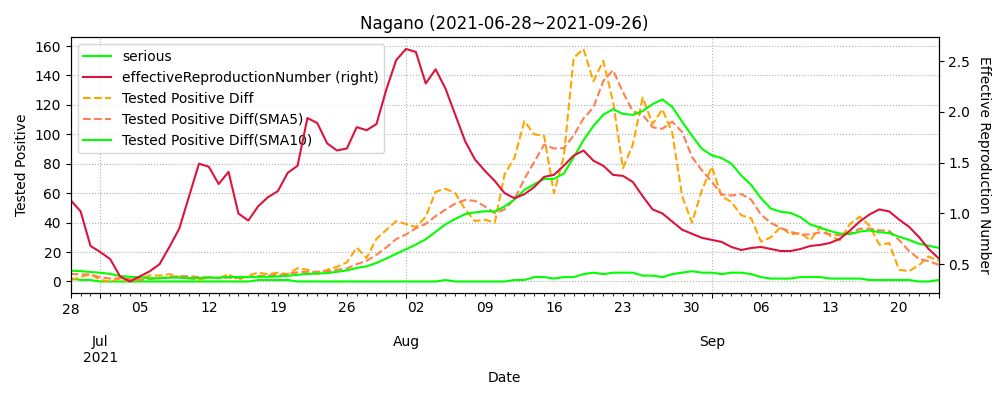 Nagano (2021-06-28~2021-09-26)
serious
effectiveReproductionNumber (right)
Tested Positive Diff
Tested Positive Diff(SMA5)
Tested Positive Diff(SMA10)
160
140
120
100
80
60
40
20
0
Tested Positive
2.5
2.0
1.5
1.0
0.5
Effective Reproduction Number
28 05 12 19 26 02 09 16 23 30 06 13 20
Jul Aug Sep
2021
Date